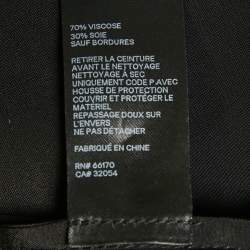 70% VISCOSE
30% SOIE
SAUF BORDURES
RETIRER LA CEINTURE
AVANT LE NETTOYAGE
NETTOYAGE À SEC
UNIQUEMENT CODE P.AVEC
HOUSSE DE PROTECTION
COUVRIR ET PROTÉGER LE
MATÉRIEL
REPASSAGE DOUX SUR
L'ENVERS
NE PAS DÉTACHER
FABRIQUÉ EN CHINE
RN# 66170
CA# 32054